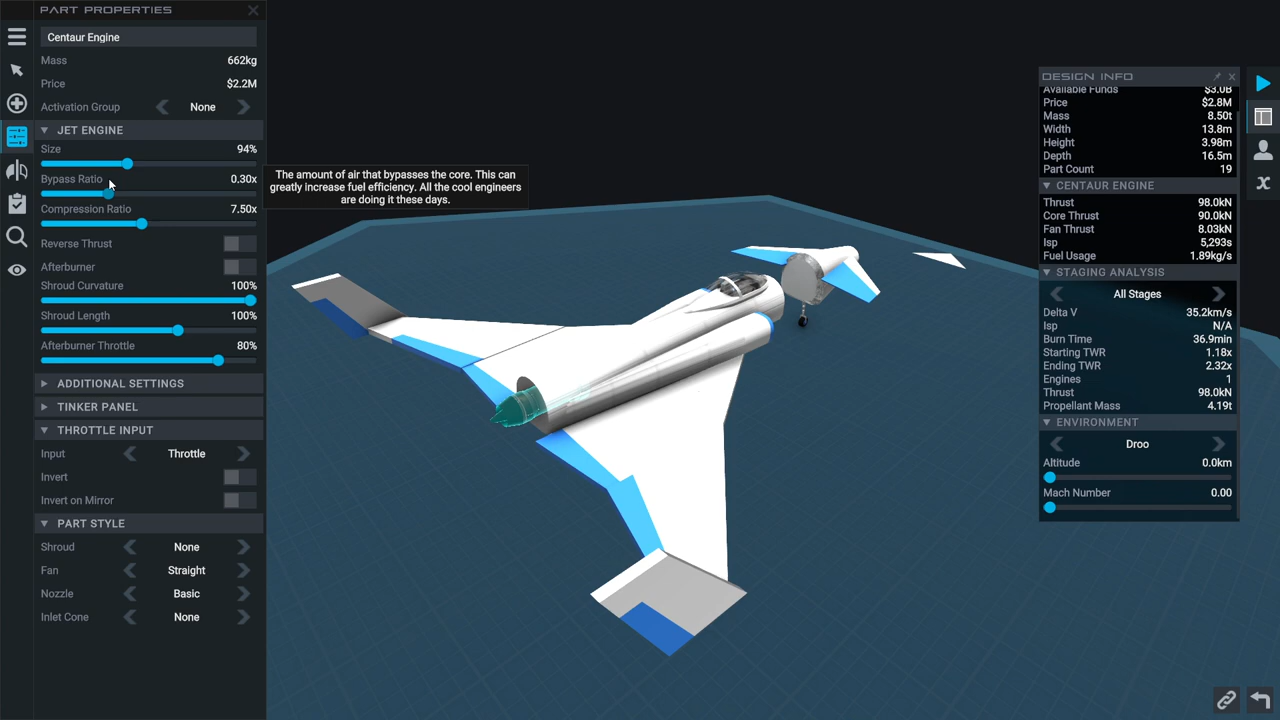 PART PROPERTIES
Centaur Engine
Mass 662kg
Price $2.2M
Activation Group None
JET ENGINE
Size 94%
Bypass Ratio 0.30x
Compression Ratio 7.50x
Reverse Thrust
Afterburner
Shroud Curvature 100%
Shroud Length 100%
Afterburner Throttle 80%
ADDITIONAL SETTINGS
TINKER PANEL
THROTTLE INPUT
Input Throttle
Invert
Invert on Mirror
PART STYLE
Shroud None
Fan Straight
Nozzle Basic
Inlet Cone None
The amount of air that bypasses the core. This can
greatly increase fuel efficiency. All the cool engineers
are doing it these days.
DESIGN INFO
Available Funds $3.0B
Price $2.8M
Mass 8.50t
Width 13.8m
Height 3.98m
Depth 16.5m
Part Count 19
CENTAUR ENGINE
Thrust 98.0kN
Core Thrust 90.0kN
Fan Thrust 8.03kN
Isp 5,293s
Fuel Usage 1.89kg/s
STAGING ANALYSIS
All Stages
Delta V 35.2km/s
Isp N/A
Burn Time 36.9min
Starting TWR 1.18x
Ending TWR 2.32x
Engines 1
Thrust 98.0kN
Propellant Mass 4.19t
ENVIRONMENT
Droo
Altitude 0.0km
Mach Number 0.00